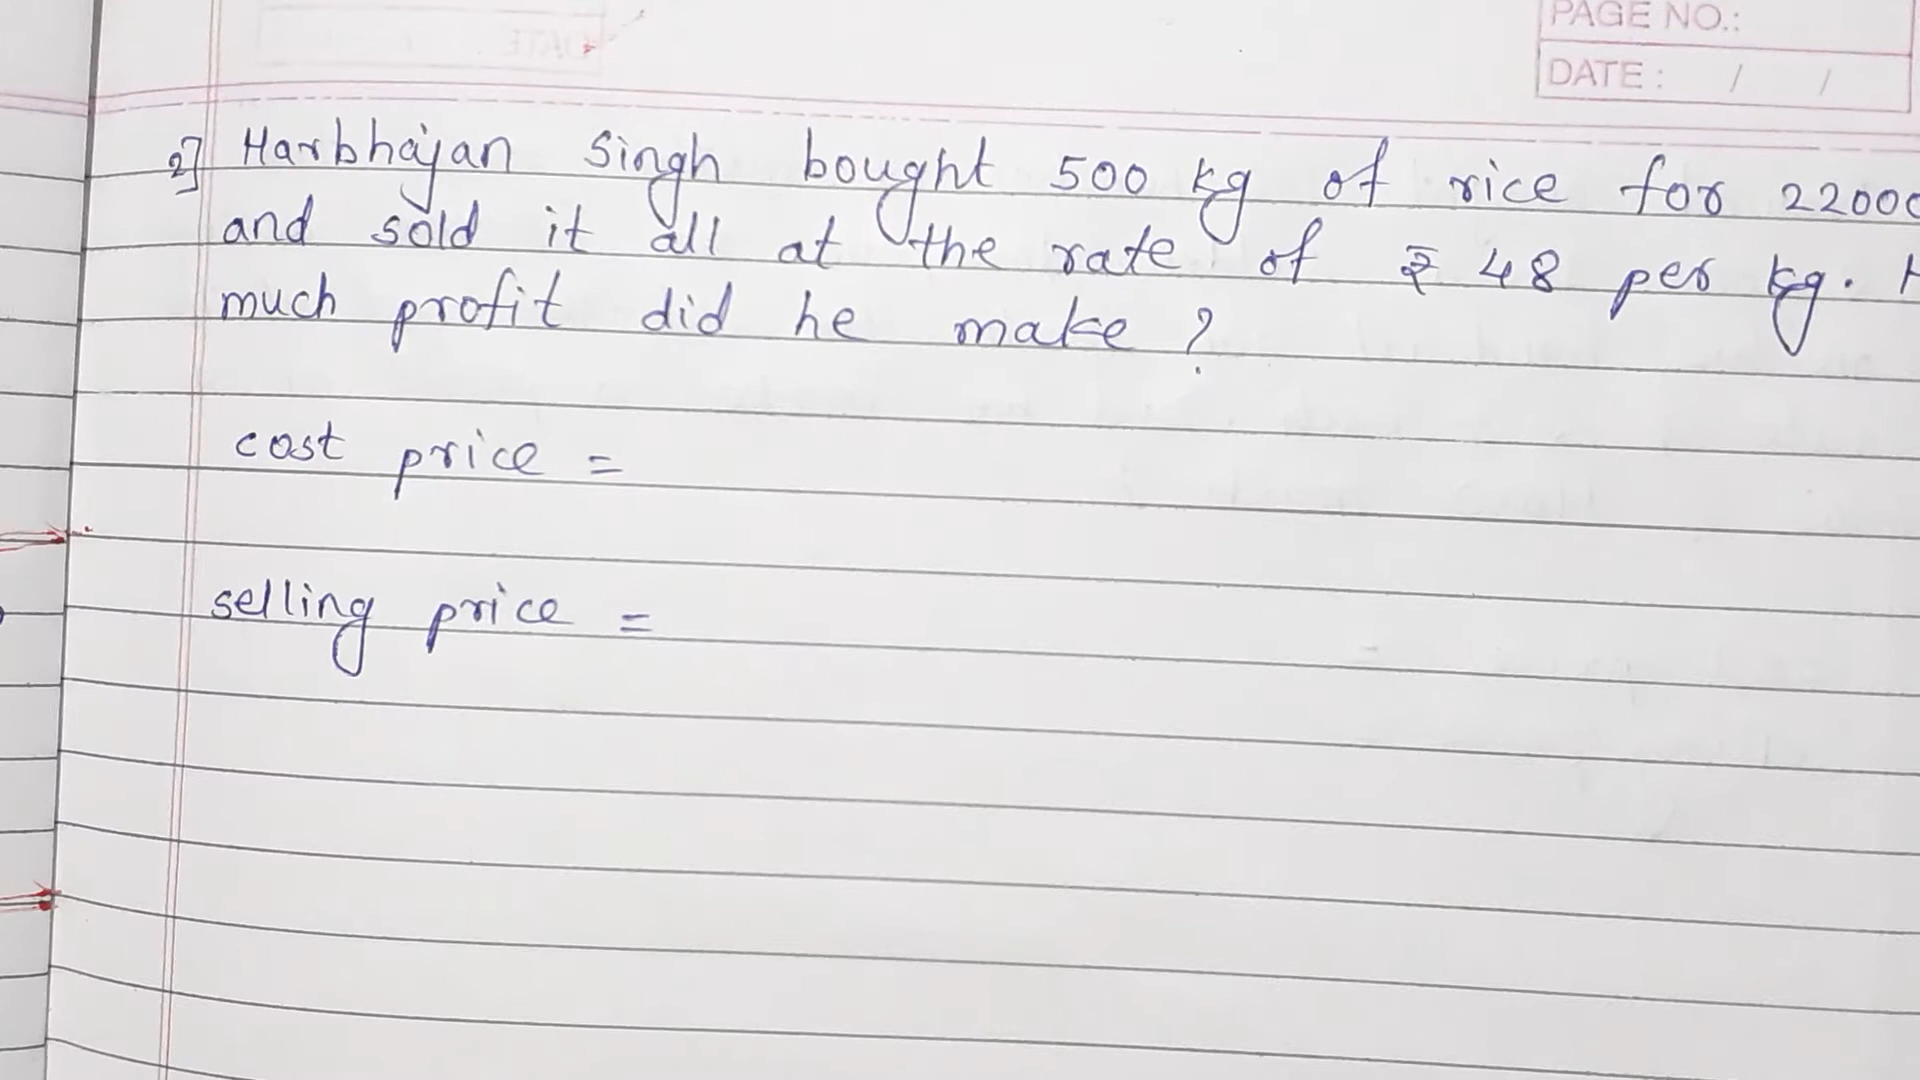 PAGE NO.:
DATE: / /
2] Harbhajan Singh bought 500 kg of rice for 22000
and sold it all at the rate of ₹ 48 per kg.
much profit did he make ?
cost price =
selling price =